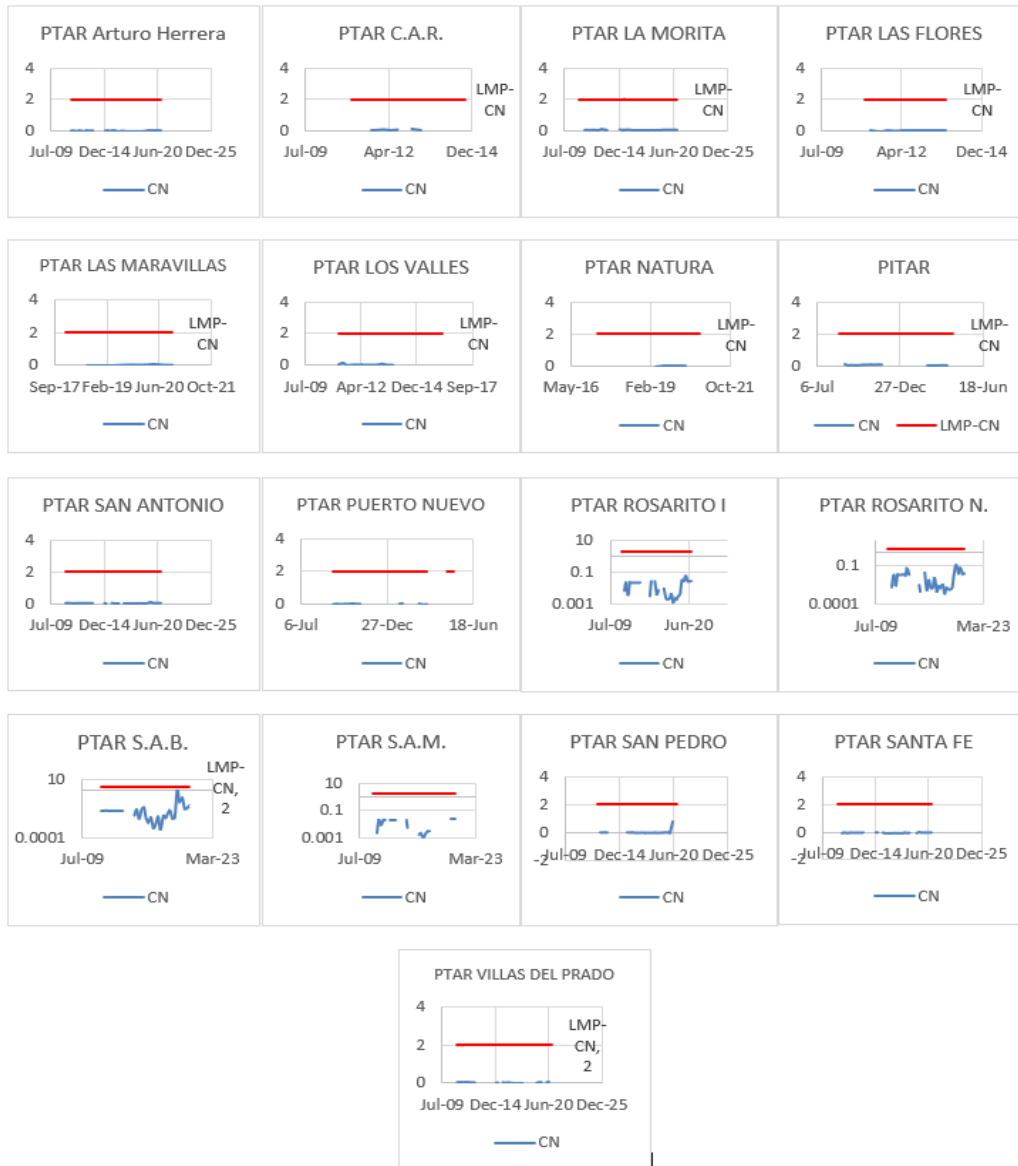 PTAR Arturo Herrera
4
2
0
Jul-09 Dec-14 Jun-20 Dec-25
CN
PTAR C.A.R.
4
2
0
LMP-
CN
Jul-09 Apr-12 Dec-14
CN
PTAR LA MORITA
4
2
0
LMP-
CN
Jul-09 Dec-14 Jun-20 Dec-25
CN
PTAR LAS FLORES
4
2
0
LMP-
CN
Jul-09 Apr-12 Dec-14
CN
PTAR LAS MARAVILLAS
4
2
0
LMP-
CN
Sep-17 Feb-19 Jun-20 Oct-21
CN
PTAR LOS VALLES
4
2
0
LMP-
CN
Jul-09 Apr-12 Dec-14 Sep-17
CN
PTAR NATURA
4
2
0
LMP-
CN
May-16 Feb-19 Oct-21
CN
PITAR
4
2
0
LMP-
CN
6-Jul 27-Dec 18-Jun
CN LMP-CN
PTAR SAN ANTONIO
4
2
0
Jul-09 Dec-14 Jun-20 Dec-25
CN
PTAR PUERTO NUEVO
4
2
0
6-Jul 27-Dec 18-Jun
CN
PTAR ROSARITO I
10
0.1
0.001
Jul-09 Jun-20
CN
PTAR ROSARITO N.
0.1
0.0001
Jul-09 Mar-23
CN
PTAR S.A.B.
10
0.0001
LMP-
CN,
2
Jul-09 Mar-23
CN
PTAR S.A.M.
10
0.1
0.001
Jul-09 Mar-23
CN
PTAR SAN PEDRO
4
2
0
-2
Jul-09 Dec-14 Jun-20 Dec-25
CN
PTAR SANTA FE
4
2
0
-2
Jul-09 Dec-14 Jun-20 Dec-25
CN
PTAR VILLAS DEL PRADO
4
2
0
LMP-
CN,
2
Jul-09 Dec-14 Jun-20 Dec-25
CN